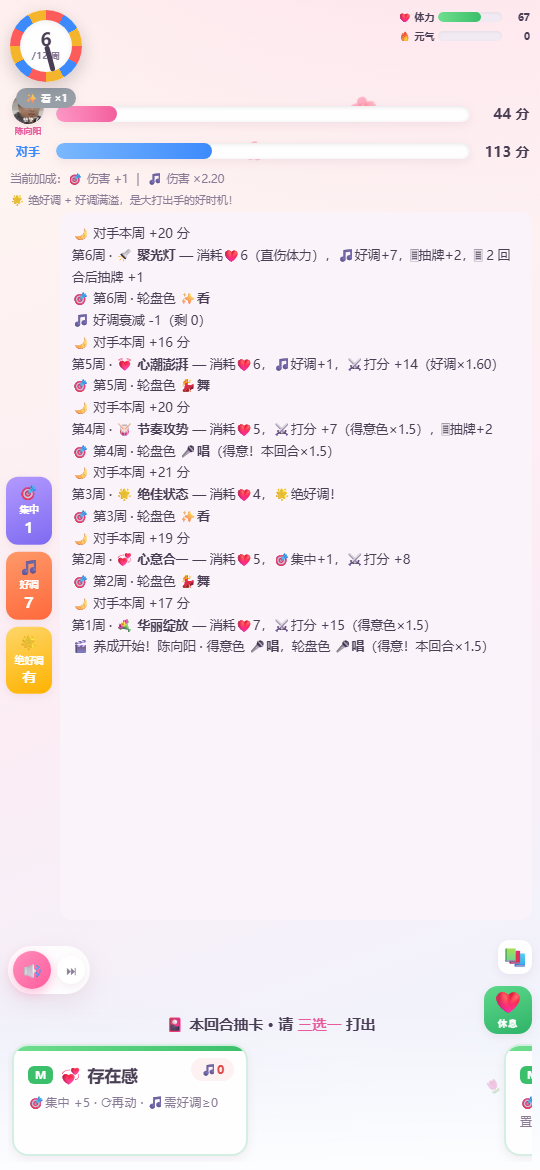 6
/12周
体力 67
元气 0
看 ×1
陈向阳
44 分
对手
113 分
当前加成: 伤害 +1 | 伤害 ×2.20
绝好调 + 好调满溢，是大打出手的好时机!
对手本周 +20 分
第6周 · 聚光灯 — 消耗6（直伤体力）, 好调+7, 抽牌+2, 2 回
合后抽牌 +1
第6周 · 轮盘色 看
好调衰减 -1（剩 0）
对手本周 +16 分
第5周 · 心潮澎湃 — 消耗6, 好调+1, 打分 +14（好调×1.60）
第5周 · 轮盘色 舞
对手本周 +20 分
第4周 · 节奏攻势 — 消耗5, 打分 +7（得意色×1.5）, 抽牌+2
第4周 · 轮盘色 唱（得意！本回合×1.5）
对手本周 +21 分
第3周 · 绝佳状态 — 消耗4, 绝好调!
第3周 · 轮盘色 看
对手本周 +19 分
第2周 · 心意合一 — 消耗5, 集中+1, 打分 +8
第2周 · 轮盘色 舞
对手本周 +17 分
第1周 · 华丽绽放 — 消耗7, 打分 +15（得意色×1.5）
养成开始！陈向阳 · 得意色 唱，轮盘色 唱（得意！本回合×1.5）
集中
1
好调
7
绝好调
有
本回合抽卡 • 请 三选一 打出
休息
M 存在感 0
集中 +5 · 再动 · 需好调≥0
置